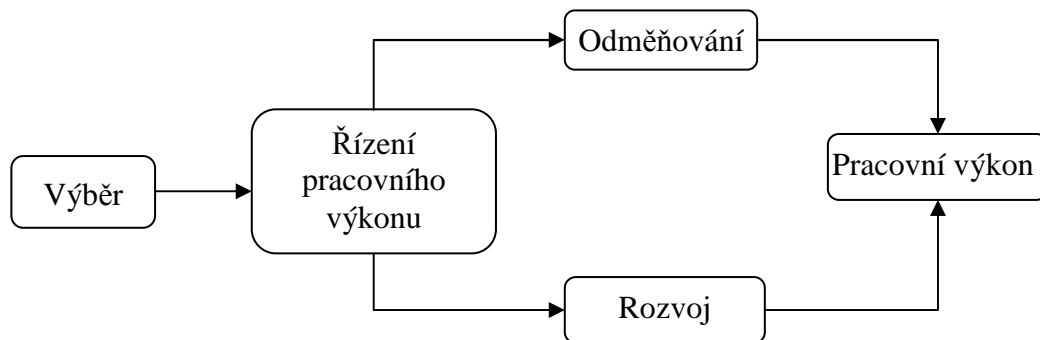 Odměňování
Řízení
pracovního
výkonu
Výběr
Pracovní výkon
Rozvoj